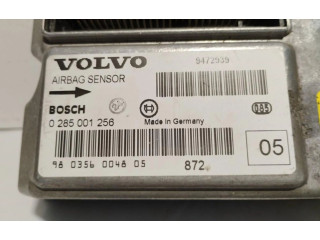 VOLVO
9472939
AIRBAG SENSOR
BOSCH
0 285 001 256
Made in Germany
05
98 0356 0048 05
872